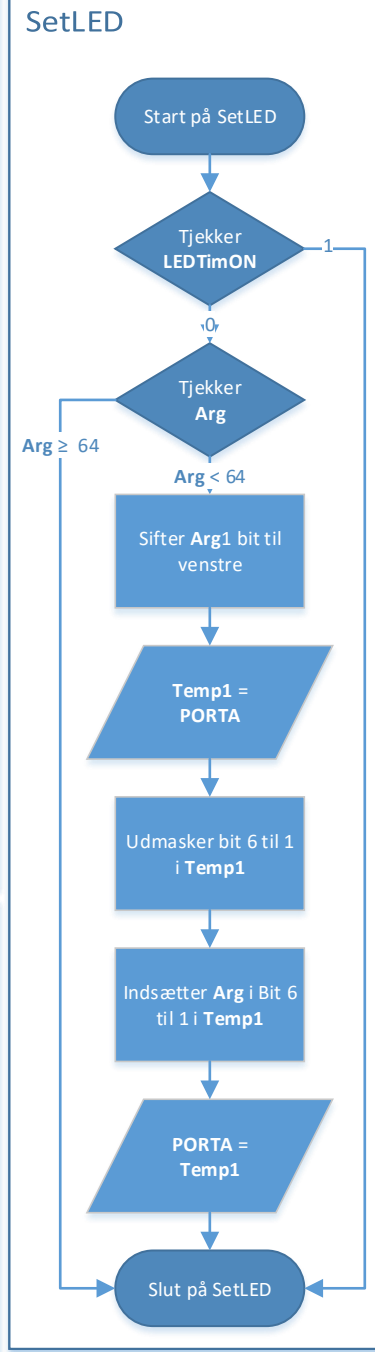 SetLED
Start på SetLED
Tjekker
LEDTimON
1
0
Tjekker
Arg
Arg ≥ 64
Arg < 64
Sifter Arg1 bit til
venstre
Temp1 =
PORTA
Udmasker bit 6 til 1
i Temp1
Indsætter Arg i Bit 6
til 1 i Temp1
PORTA =
Temp1
Slut på SetLED